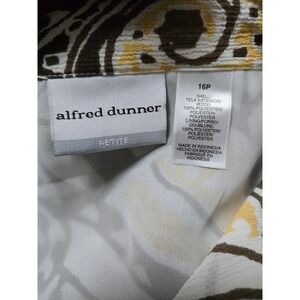 alfred dunner
PETITE
16P
SHELL/
TELA EXTERIOR/
VESTE
100% POLYESTER/
POLIESTER/
POLYESTER
LINING/FORRO/
DOUBLURE
100% POLYESTER/
POLIESTER/
POLYESTER
MADE IN INDONESIA
HECHO EN INDONESIA
FABRIQUE EN
INDONESIE